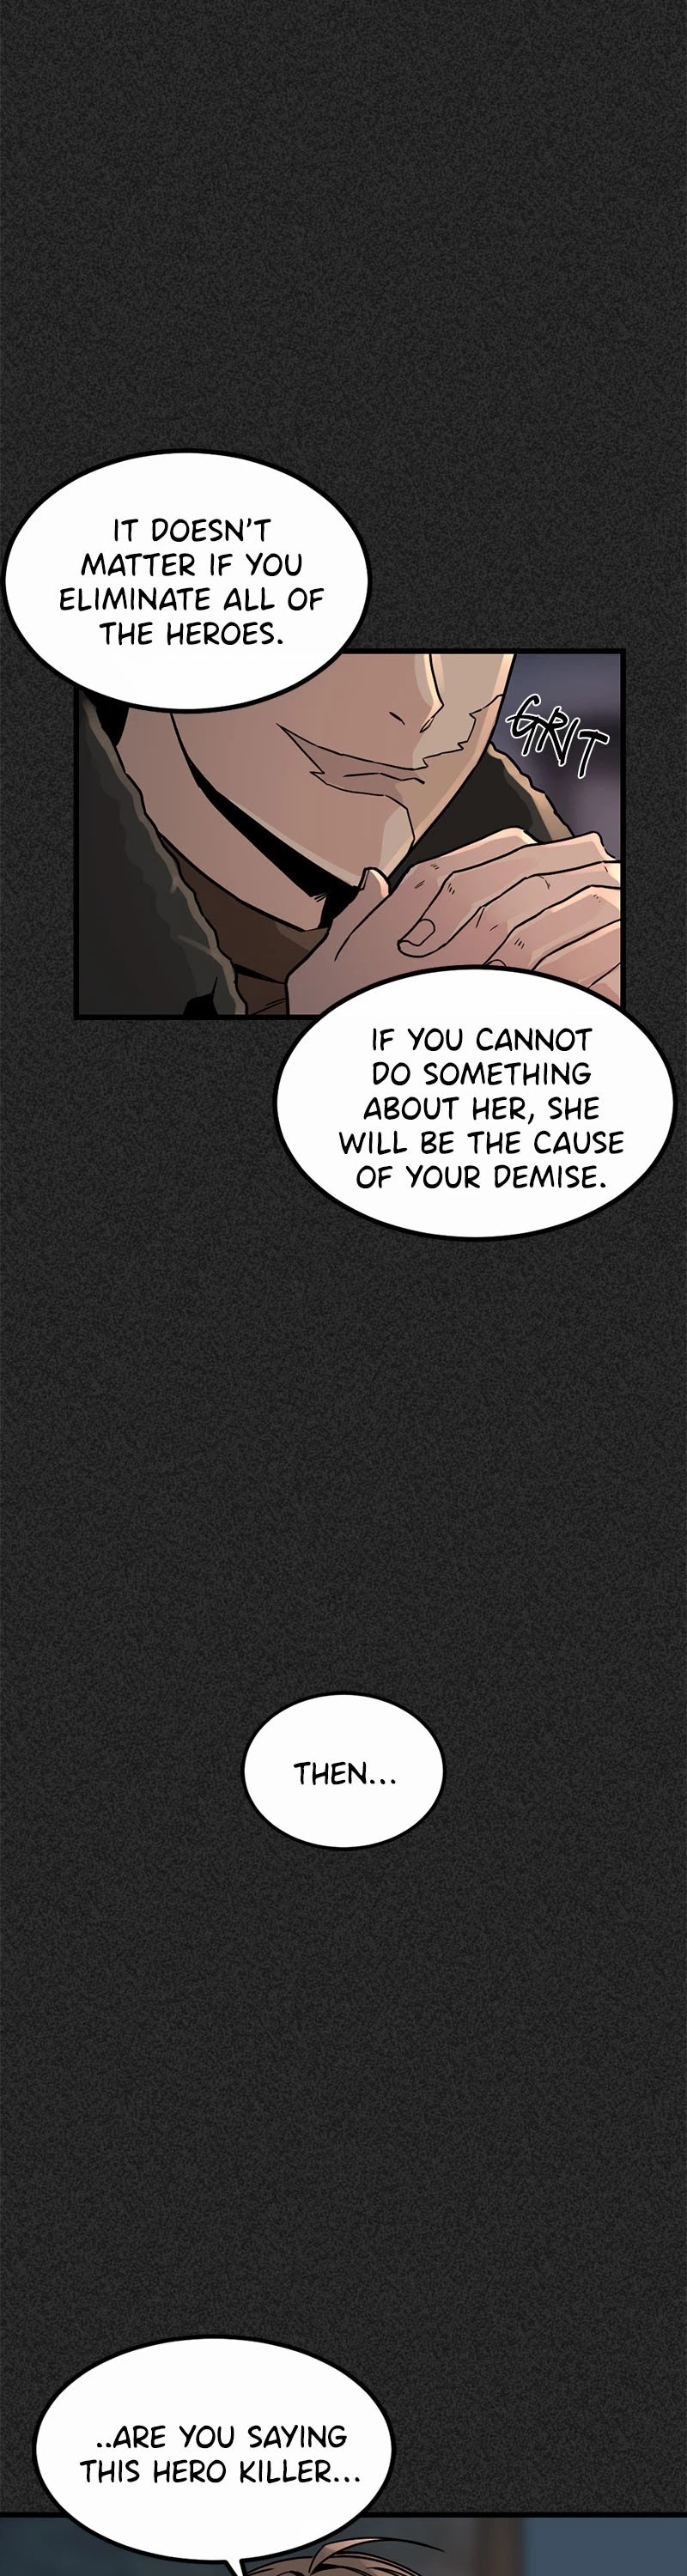 IT DOESN'T
MATTER IF YOU
ELIMINATE ALL OF
THE HEROES.
GRIT
IF YOU CANNOT
DO SOMETHING
ABOUT HER, SHE
WILL BE THE CAUSE
OF YOUR DEMISE.
THEN...
..ARE YOU SAYING
THIS HERO KILLER...